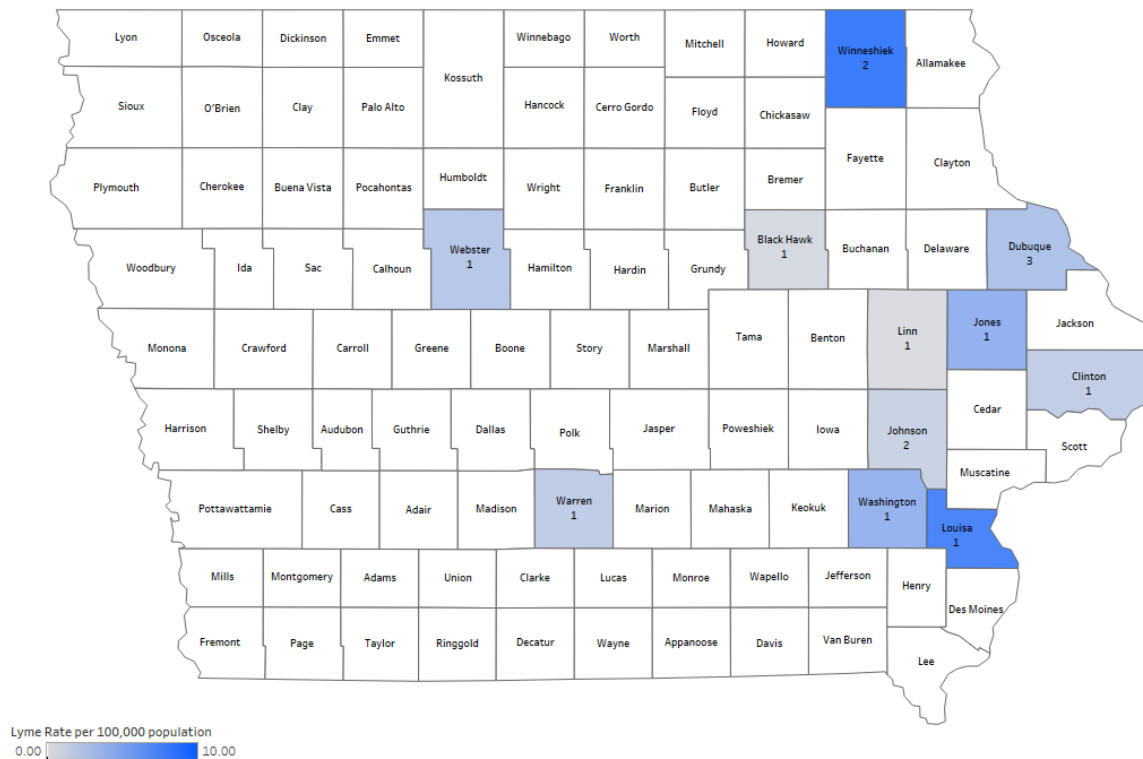 Lyon
Osceola
Dickinson
Emmet
Kossuth
Winnebago
Worth
Mitchell
Howard
Winneshiek
2
Allamakee
Sioux
O'Brien
Clay
Palo Alto
Hancock
Cerro Gordo
Floyd
Chickasaw
Fayette
Clayton
Plymouth
Cherokee
Buena Vista
Pocahontas
Humboldt
Wright
Franklin
Butler
Bremer
Woodbury
Ida
Sac
Calhoun
Webster
1
Hamilton
Hardin
Grundy
Black Hawk
1
Buchanan
Delaware
Dubuque
3
Monona
Crawford
Carroll
Greene
Boone
Story
Marshall
Tama
Benton
Linn
1
Jones
1
Jackson
Clinton
1
Harrison
Shelby
Audubon
Guthrie
Dallas
Polk
Jasper
Poweshiek
Iowa
Johnson
2
Cedar
Scott
Muscatine
Pottawattamie
Cass
Adair
Madison
Warren
1
Marion
Mahaska
Keokuk
Washington
1
Louisa
1
Mills
Montgomery
Adams
Union
Clarke
Lucas
Monroe
Wapello
Jefferson
Henry
Des Moines
Fremont
Page
Taylor
Ringgold
Decatur
Wayne
Appanoose
Davis
Van Buren
Lee
Lyme Rate per 100,000 population
0.00 10.00